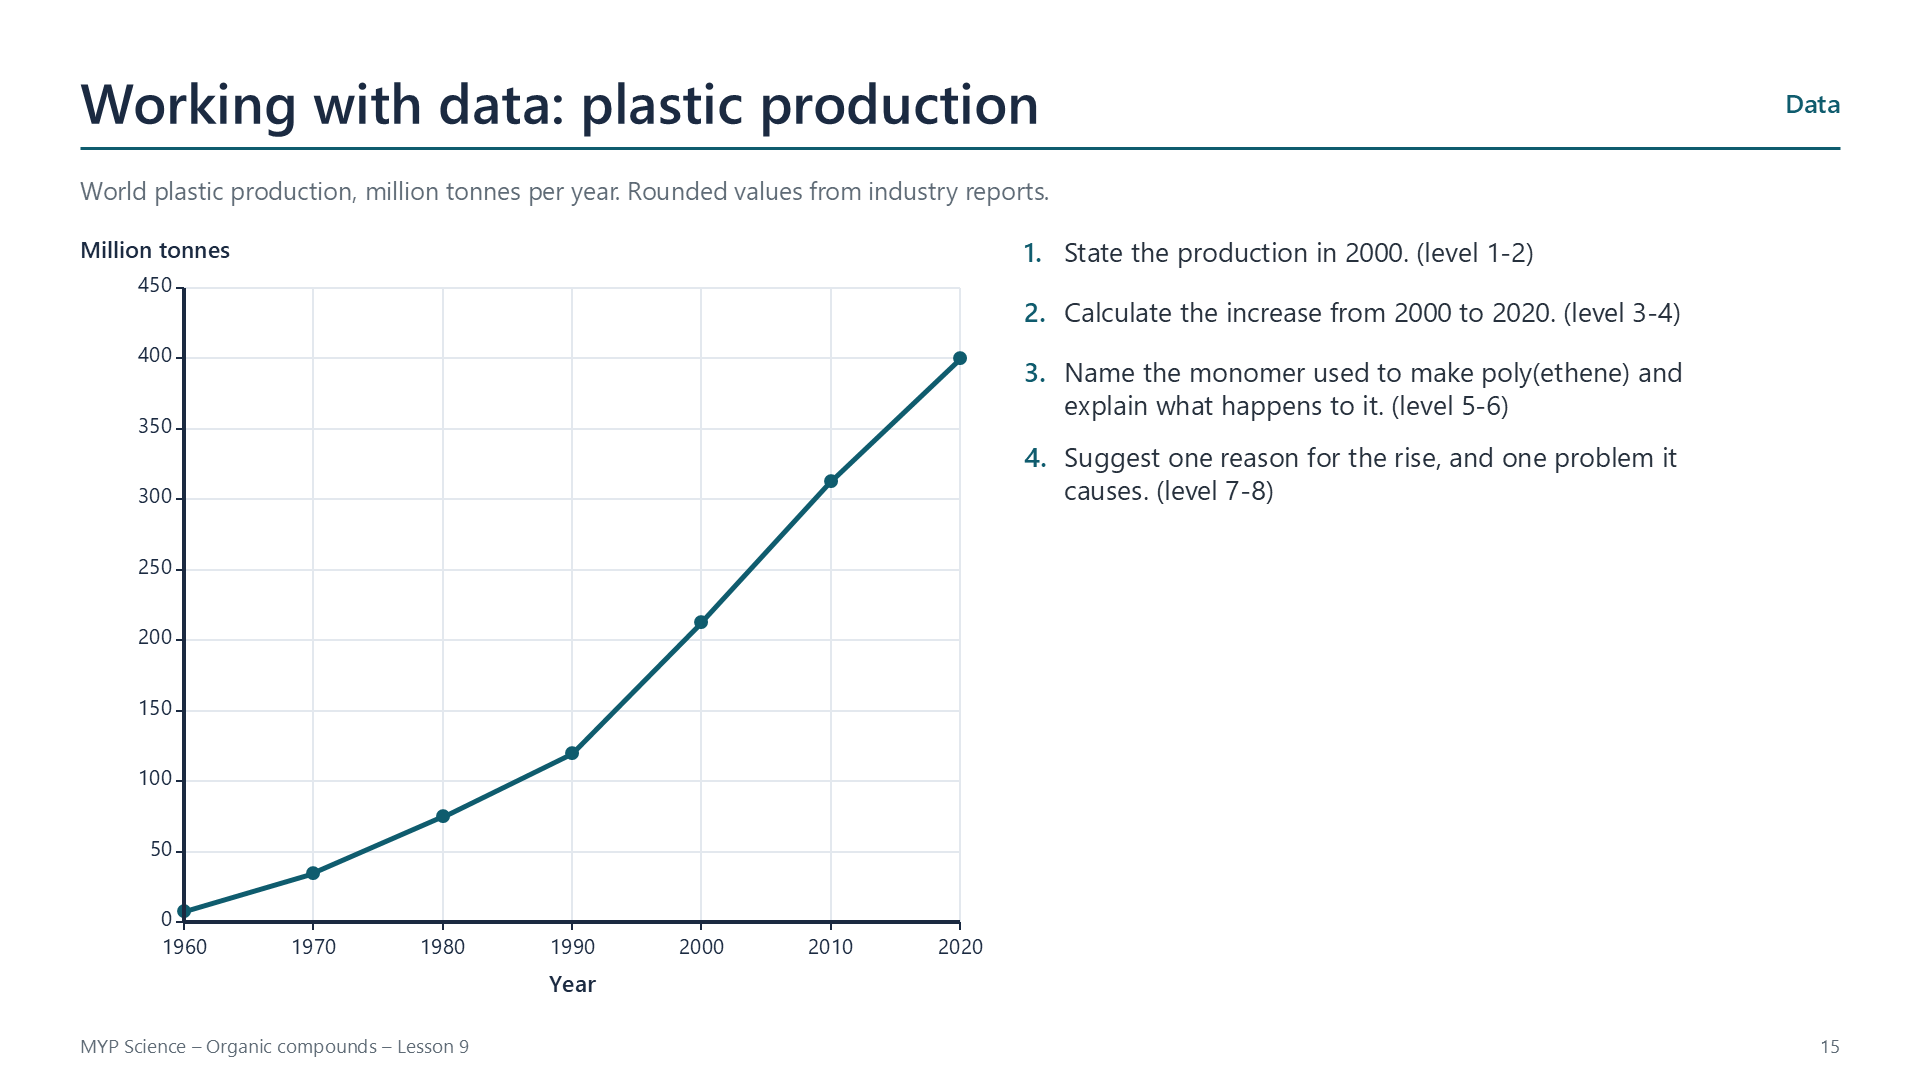 Working with data: plastic production
Data
World plastic production, million tonnes per year. Rounded values from industry reports.
Million tonnes
450
400
350
300
250
200
150
100
50
0
1960 1970 1980 1990 2000 2010 2020
Year
1. State the production in 2000. (level 1-2)
2. Calculate the increase from 2000 to 2020. (level 3-4)
3. Name the monomer used to make poly(ethene) and
explain what happens to it. (level 5-6)
4. Suggest one reason for the rise, and one problem it
causes. (level 7-8)
MYP Science – Organic compounds – Lesson 9
15